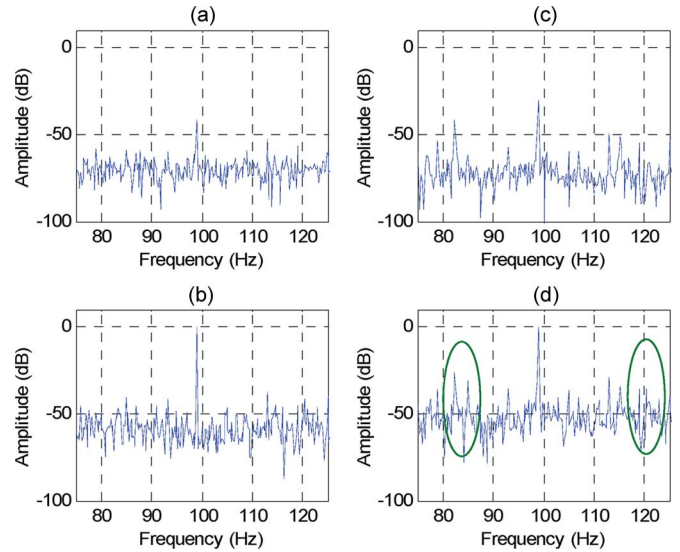 (a)
0
-50
-100
Amplitude (dB)
80 90 100 110 120
Frequency (Hz)
(c)
0
-50
-100
Amplitude (dB)
80 90 100 110 120
Frequency (Hz)
(b)
0
-50
-100
Amplitude (dB)
80 90 100 110 120
Frequency (Hz)
(d)
0
-50
-100
Amplitude (dB)
80 90 100 110 120
Frequency (Hz)